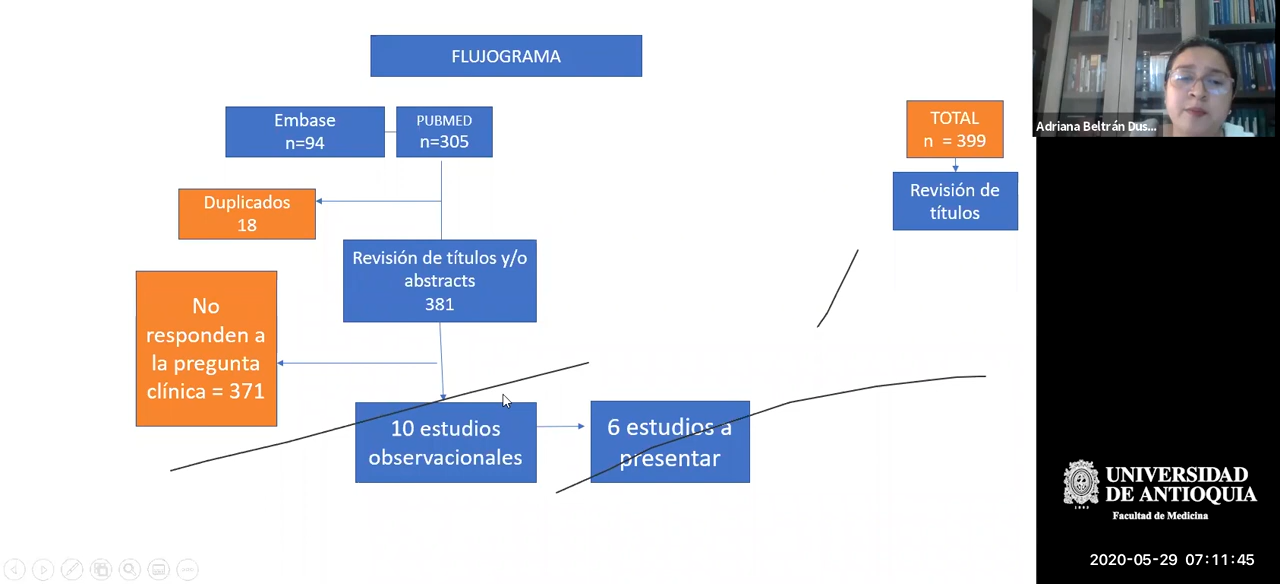 FLUJOGRAMA
Embase
n=94
PUBMED
n=305
TOTAL
n = 399
Duplicados
18
Revisión de
títulos
Revisión de títulos y/o
abstracts
381
No
responden a
la pregunta
clínica = 371
10 estudios
observacionales
6 estudios a
presentar
Adriana Beltrán Dus...
UNIVERSIDAD
DE ANTIOQUIA
1803
Facultad de Medicina
2020-05-29 07:11:45